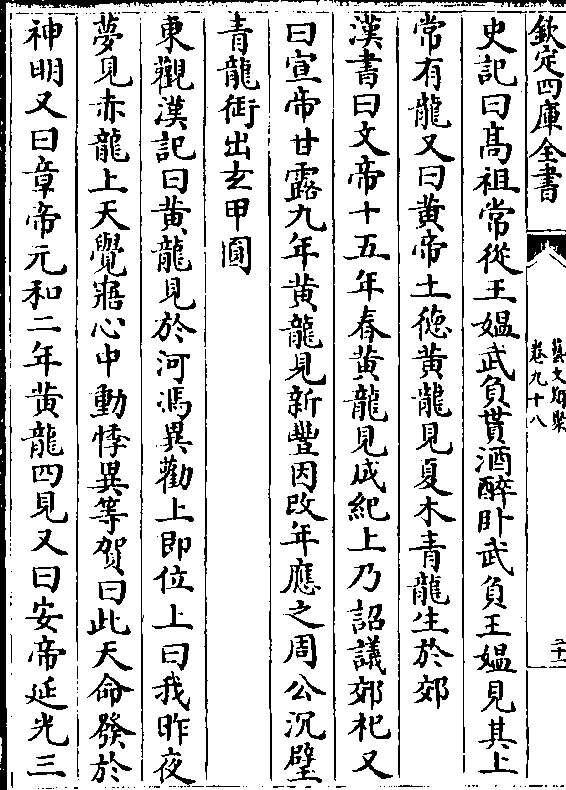 欽定四庫全書
藝文類聚
卷九十八
二十一
史記曰髙祖常從王媼武負貰酒醉卧武負王媼見其上
常有龍又曰黄帝土徳黄龍見夏木青龍生於郊
漢書曰文帝十五年春黄龍見成紀上乃詔議郊祀又
曰宣帝甘露九年黄龍見新豐因改年應之周公沉璧
青龍銜出玄甲圓
東觀漢記曰黄龍見於河馮異勸上即位上曰我昨夜
夢見赤龍上天覺寤心中動悸異等賀曰此天命發於
神明又曰章帝元和二年黄龍四見又曰安帝延光三